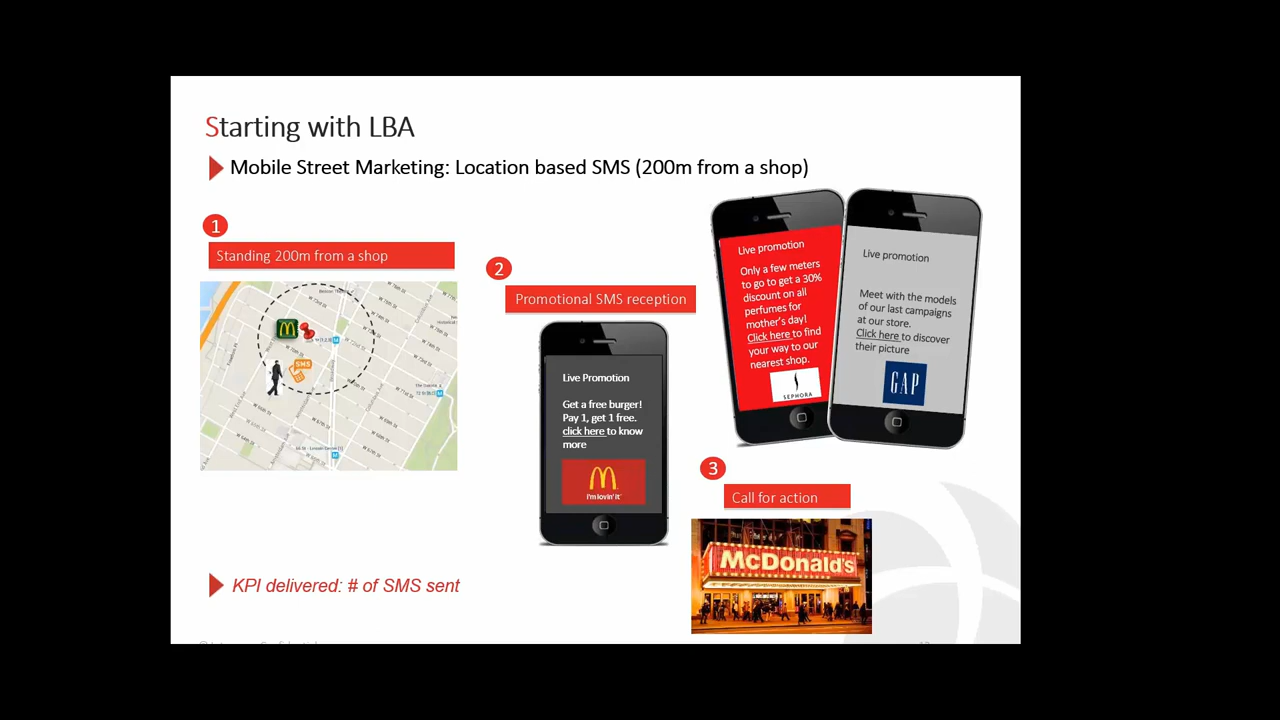 Starting with LBA
Mobile Street Marketing: Location based SMS (200m from a shop)
1
Standing 200m from a shop
SMS
2
Promotional SMS reception
Live Promotion
Get a free burger!
Pay 1, get 1 free.
click here to know
more
i'm lovin' it
Live promotion
Only a few meters
to go to get a 30%
discount on all
perfumes for
mother's day!
Click here to find
your way to our
nearest shop.
SEPHORA
Live promotion
Meet with the models
of our last campaigns
at our store.
Click here to discover
their picture
GAP
3
Call for action
McDonald's
KPI delivered: # of SMS sent